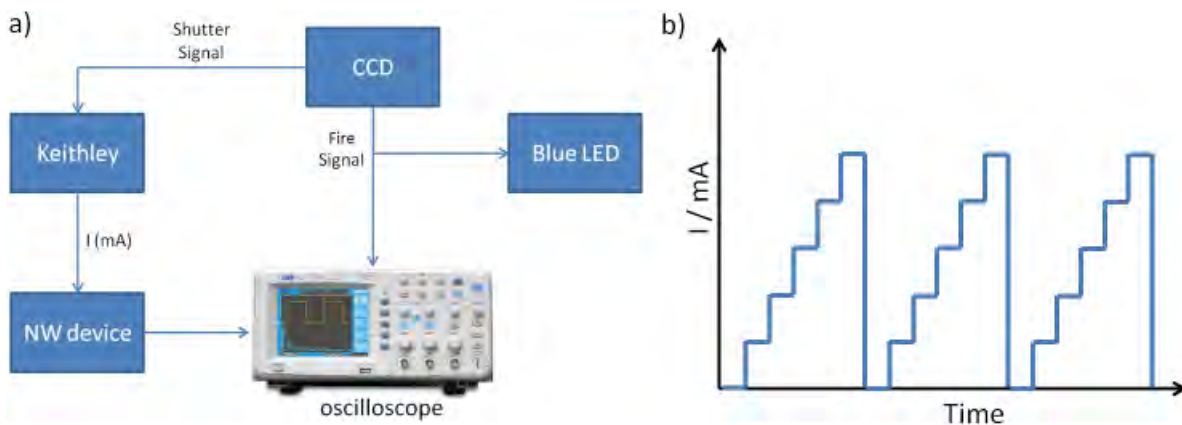 a)
Shutter
Signal
CCD
Keithley
Fire
Signal
Blue LED
I (mA)
NW device
oscilloscope
b)
I / mA
Time